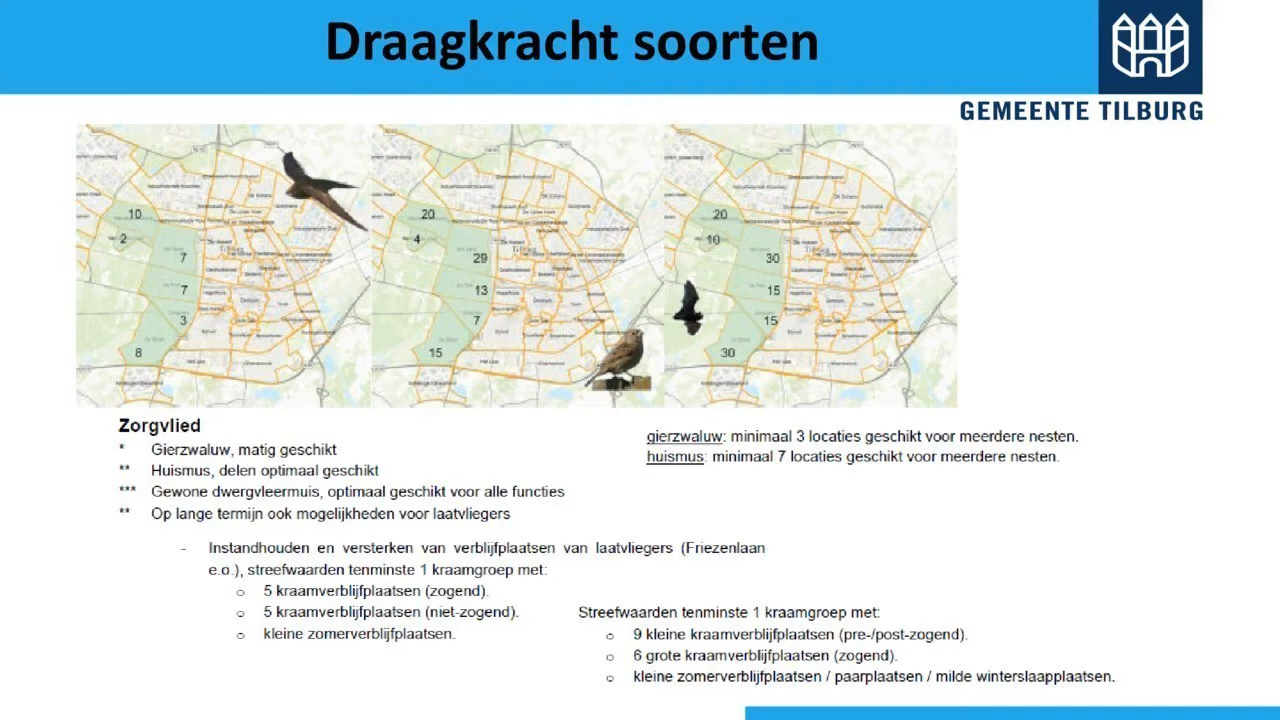 Draagkracht soorten
GEMEENTE TILBURG
10
2
7
7
3
8
20
4
29
13
7
15
20
10
30
15
15
30
Zorgvlied
* Gierzwaluw, matig geschikt
** Huismus, delen optimaal geschikt
*** Gewone dwergvleermuis, optimaal geschikt voor alle functies
** Op lange termijn ook mogelijkheden voor laatvliegers
gierzwaluw: minimaal 3 locaties geschikt voor meerdere nesten.
huismus: minimaal 7 locaties geschikt voor meerdere nesten.
- Instandhouden en versterken van verblijfplaatsen van laatvliegers (Friezenlaan
e.o.), streefwaarden tenminste 1 kraamgroep met:
o 5 kraamverblijfplaatsen (zogend).
o 5 kraamverblijfplaatsen (niet-zogend).
o kleine zomerverblijfplaatsen.
Streefwaarden tenminste 1 kraamgroep met:
o 9 kleine kraamverblijfplaatsen (pre-/post-zogend).
o 6 grote kraamverblijfplaatsen (zogend).
o kleine zomerverblijfplaatsen / paarplaatsen / milde winterslaapplaatsen.